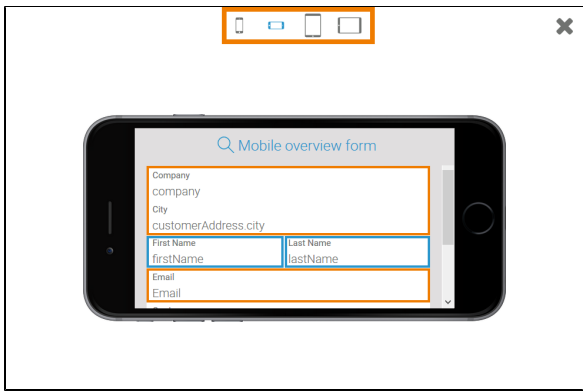 Mobile overview form
Company
company
City
customerAddress.city
First Name
Last Name
firstName
lastName
Email
Email